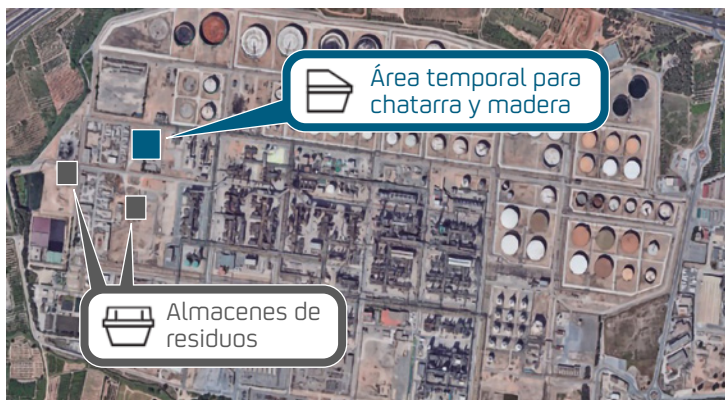 Área temporal para
chatarra y madera
Almacenes de
residuos